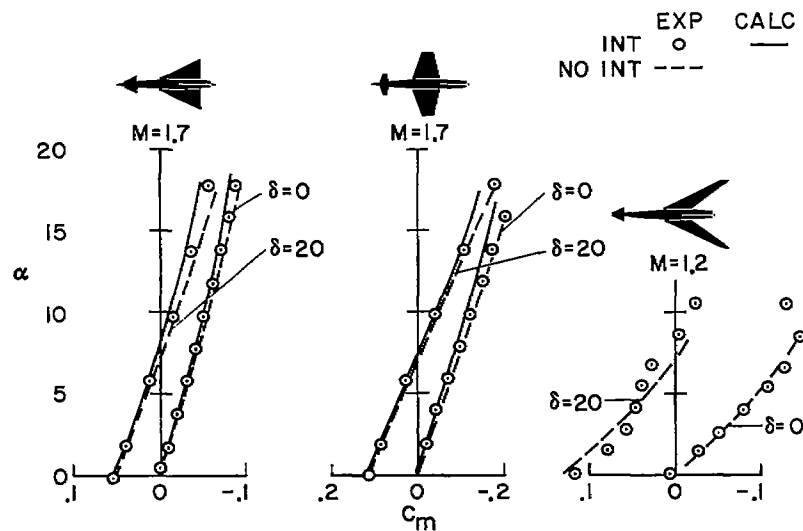 EXP CALC
INT
NO INT
M=1.7
M=1.7
20
δ=0
δ=0
15
δ=20
δ=20
α
M=1.2
10
5
δ=20
δ=0
0
.1 0 -.1
.2 0 -.2
.1 0 -.1
Cm